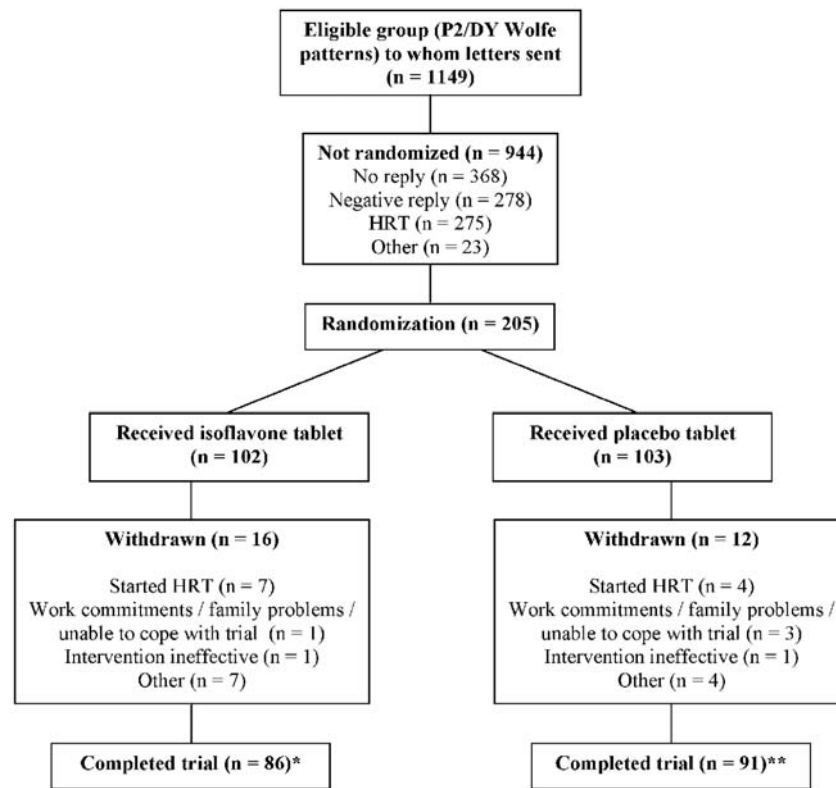 Eligible group (P2/DY Wolfe
patterns) to whom letters sent
(n = 1149)
Not randomized (n = 944)
No reply (n = 368)
Negative reply (n = 278)
HRT (n = 275)
Other (n = 23)
Randomization (n = 205)
Received isoflavone tablet
(n = 102)
Received placebo tablet
(n = 103)
Withdrawn (n = 16)
Started HRT (n = 7)
Work commitments / family problems /
unable to cope with trial (n = 1)
Intervention ineffective (n = 1)
Other (n = 7)
Withdrawn (n = 12)
Started HRT (n = 4)
Work commitments / family problems /
unable to cope with trial (n = 3)
Intervention ineffective (n = 1)
Other (n = 4)
Completed trial (n = 86)*
Completed trial (n = 91)**